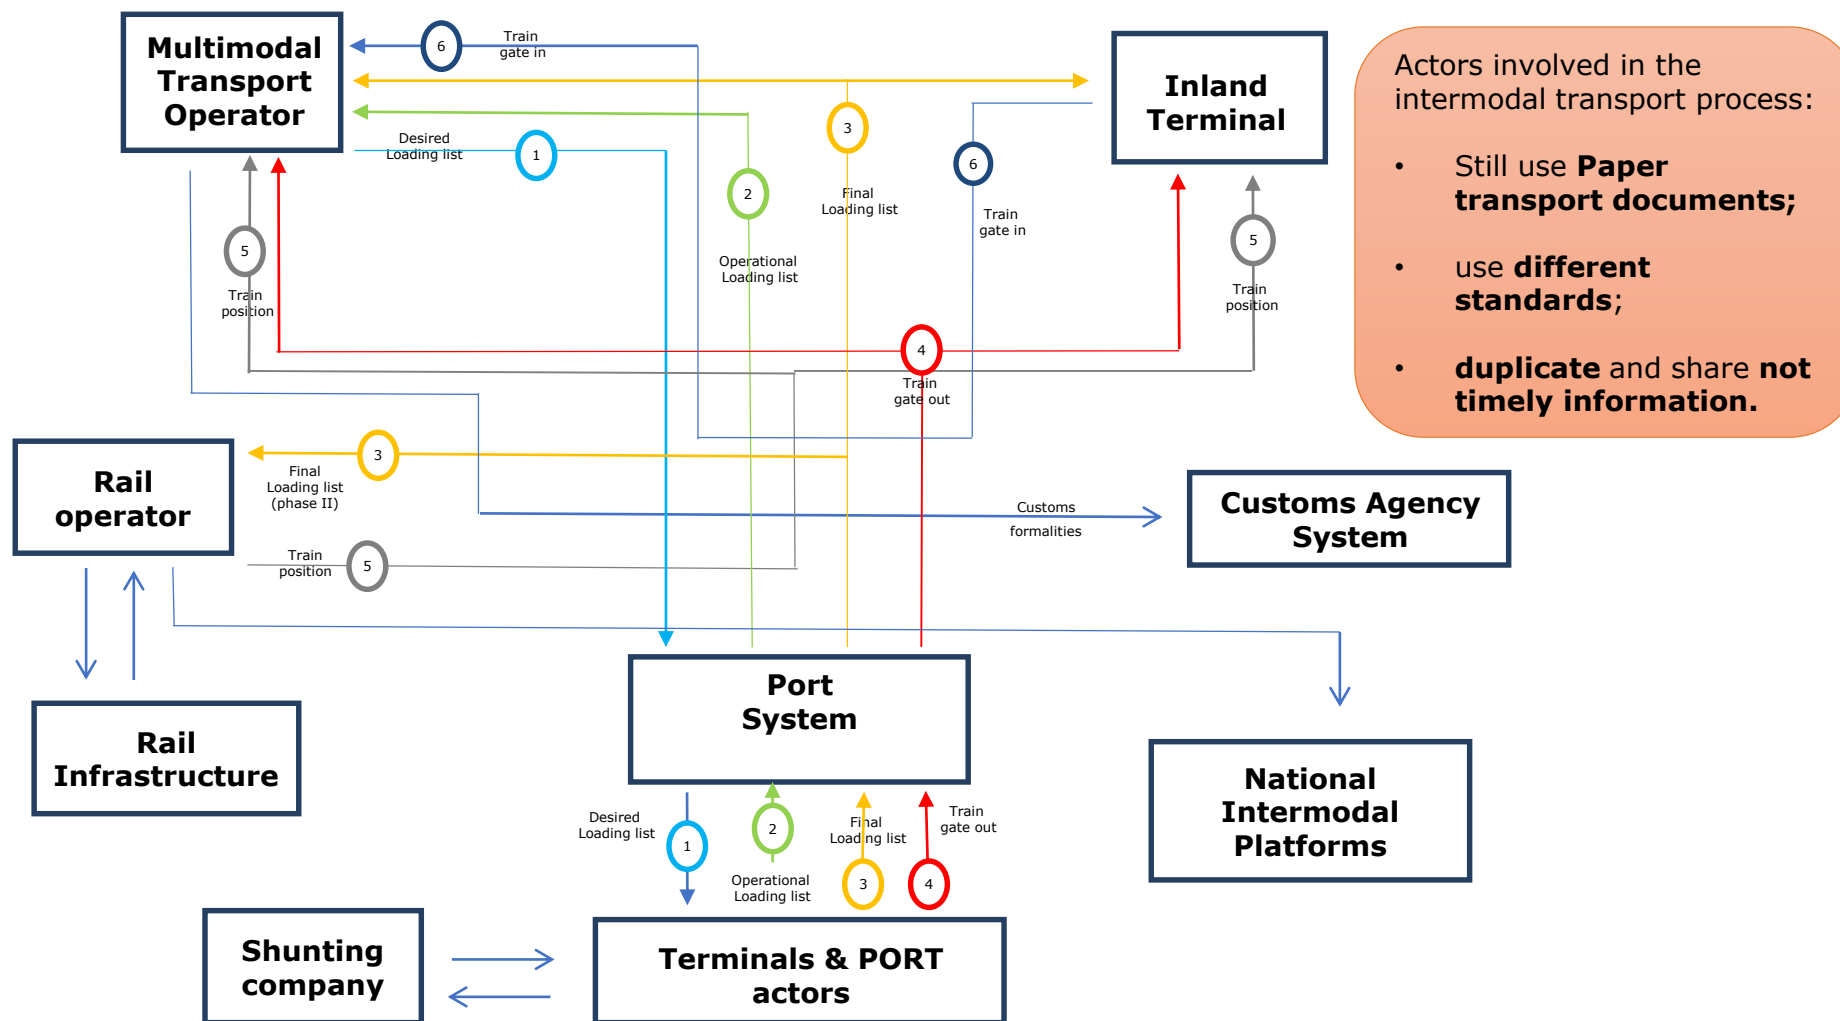 Multimodal
Transport
Operator
6
Train
gate in
Inland
Terminal
Actors involved in the
intermodal transport process:
• Still use Paper
transport documents;
• use different
standards;
• duplicate and share not
timely information.
Desired
Loading list
1
2
Operational
Loading list
3
Final
Loading list
6
Train
gate in
5
Train
position
5
Train
position
4
Train
gate out
Rail
operator
3
Final
Loading list
(phase II)
Train
position
5
Customs
formalities
Customs Agency
System
Rail
Infrastructure
Port
System
National
Intermodal
Platforms
Desired
Loading list
1
2
Operational
Loading list
Final
Loading list
3
Train
gate out
4
Shunting
company
Terminals & PORT
actors